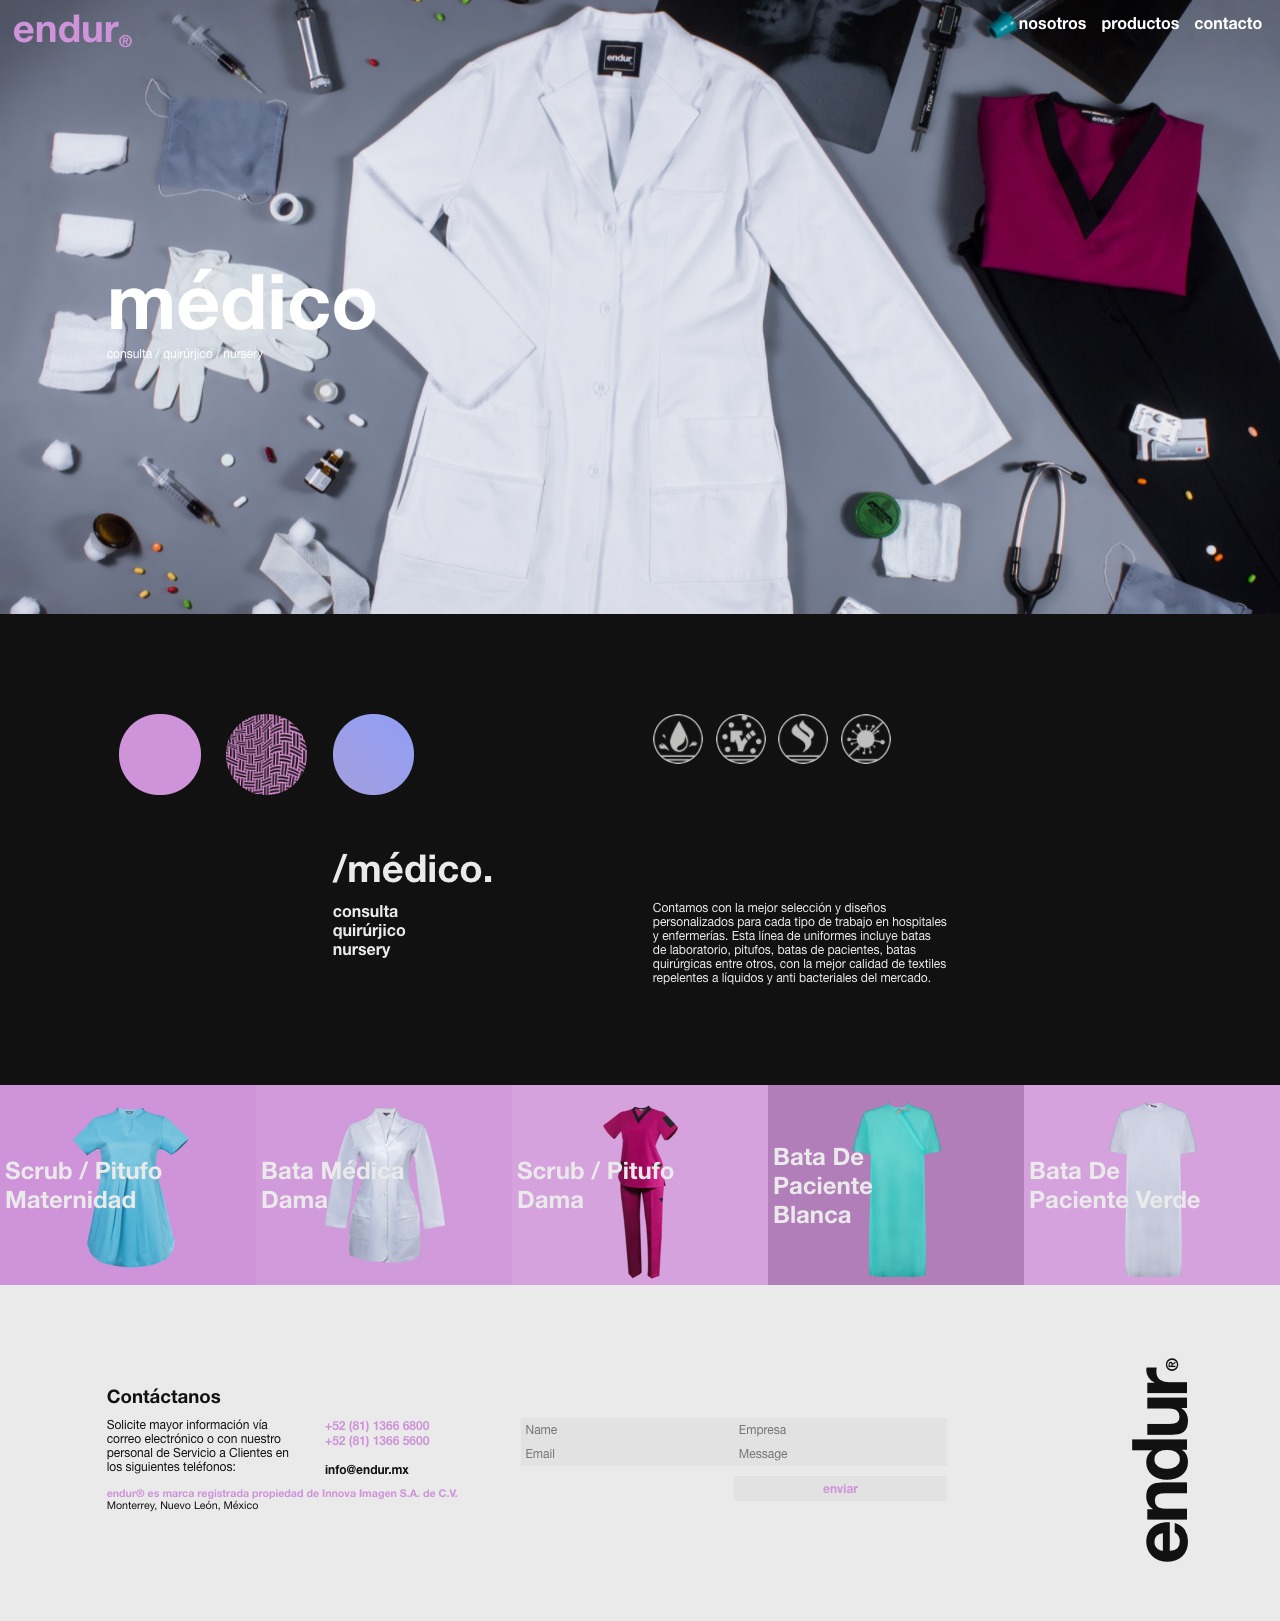 endur®
nosotros productos contacto
endur
endur
médico
consulta / quirúrjico / nursery
/médico.
consulta
quirúrjico
nursery
Contamos con la mejor selección y diseños
personalizados para cada tipo de trabajo en hospitales
y enfermerías. Esta línea de uniformes incluye batas
de laboratorio, pitufos, batas de pacientes, batas
quirúrgicas entre otros, con la mejor calidad de textiles
repelentes a líquidos y anti bacteriales del mercado.
Scrub / Pitufo
Maternidad
Bata Médica
Dama
Scrub / Pitufo
Dama
Bata De
Paciente
Blanca
Bata De
Paciente Verde
Contáctanos
Solicite mayor información vía
correo electrónico o con nuestro
personal de Servicio a Clientes en
los siguientes teléfonos:
+52 (81) 1366 6800
+52 (81) 1366 5600
info@endur.mx
endur® es marca registrada propiedad de Innova Imagen S.A. de C.V.
Monterrey, Nuevo León, México
Name
Empresa
Email
Message
enviar
endur®